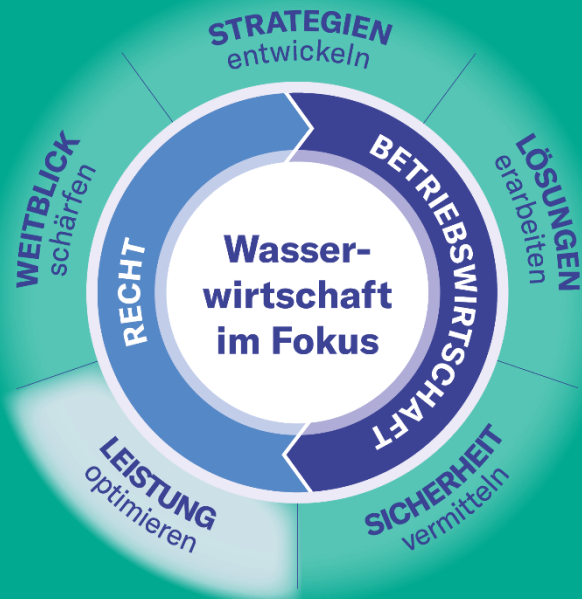 STRATEGIEN
entwickeln
LÖSUNGEN
erarbeiten
SICHERHEIT
vermitteln
LEISTUNG
optimieren
WEITBLICK
schärfen
RECHT
BETRIEBSWIRTSCHAFT
Wasser-
wirtschaft
im Fokus